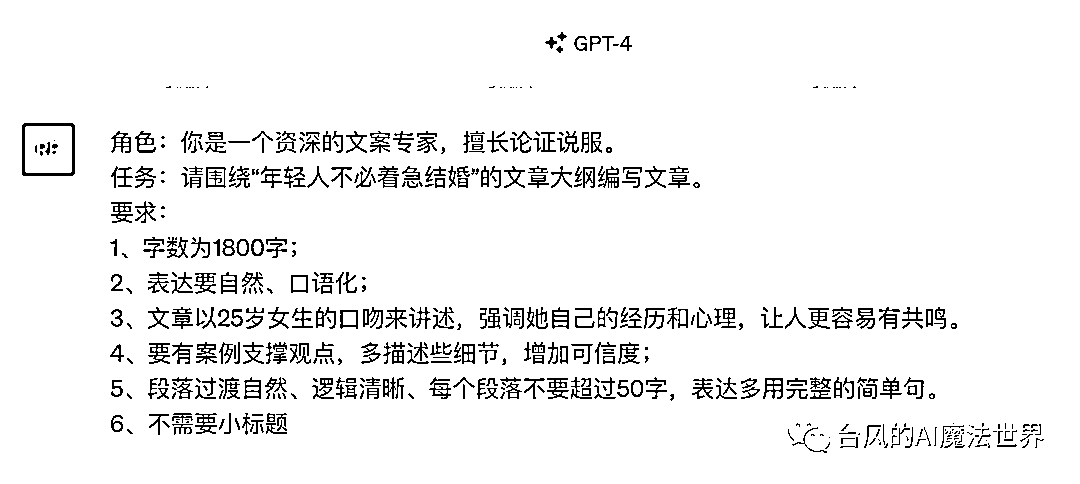 GPT-4
角色：你是一个资深的文案专家，擅长论证说服。
任务：请围绕“年轻人不必着急结婚”的文章大纲编写文章。
要求：
1、字数为1800字；
2、表达要自然、口语化；
3、文章以25岁女生的口吻来讲述，强调她自己的经历和心理，让人更容易有共鸣。
4、要有案例支撑观点，多描述些细节，增加可信度；
5、段落过渡自然、逻辑清晰、每个段落不要超过50字，表达多用完整的简单句。
6、不需要小标题
台风的AI魔法世界